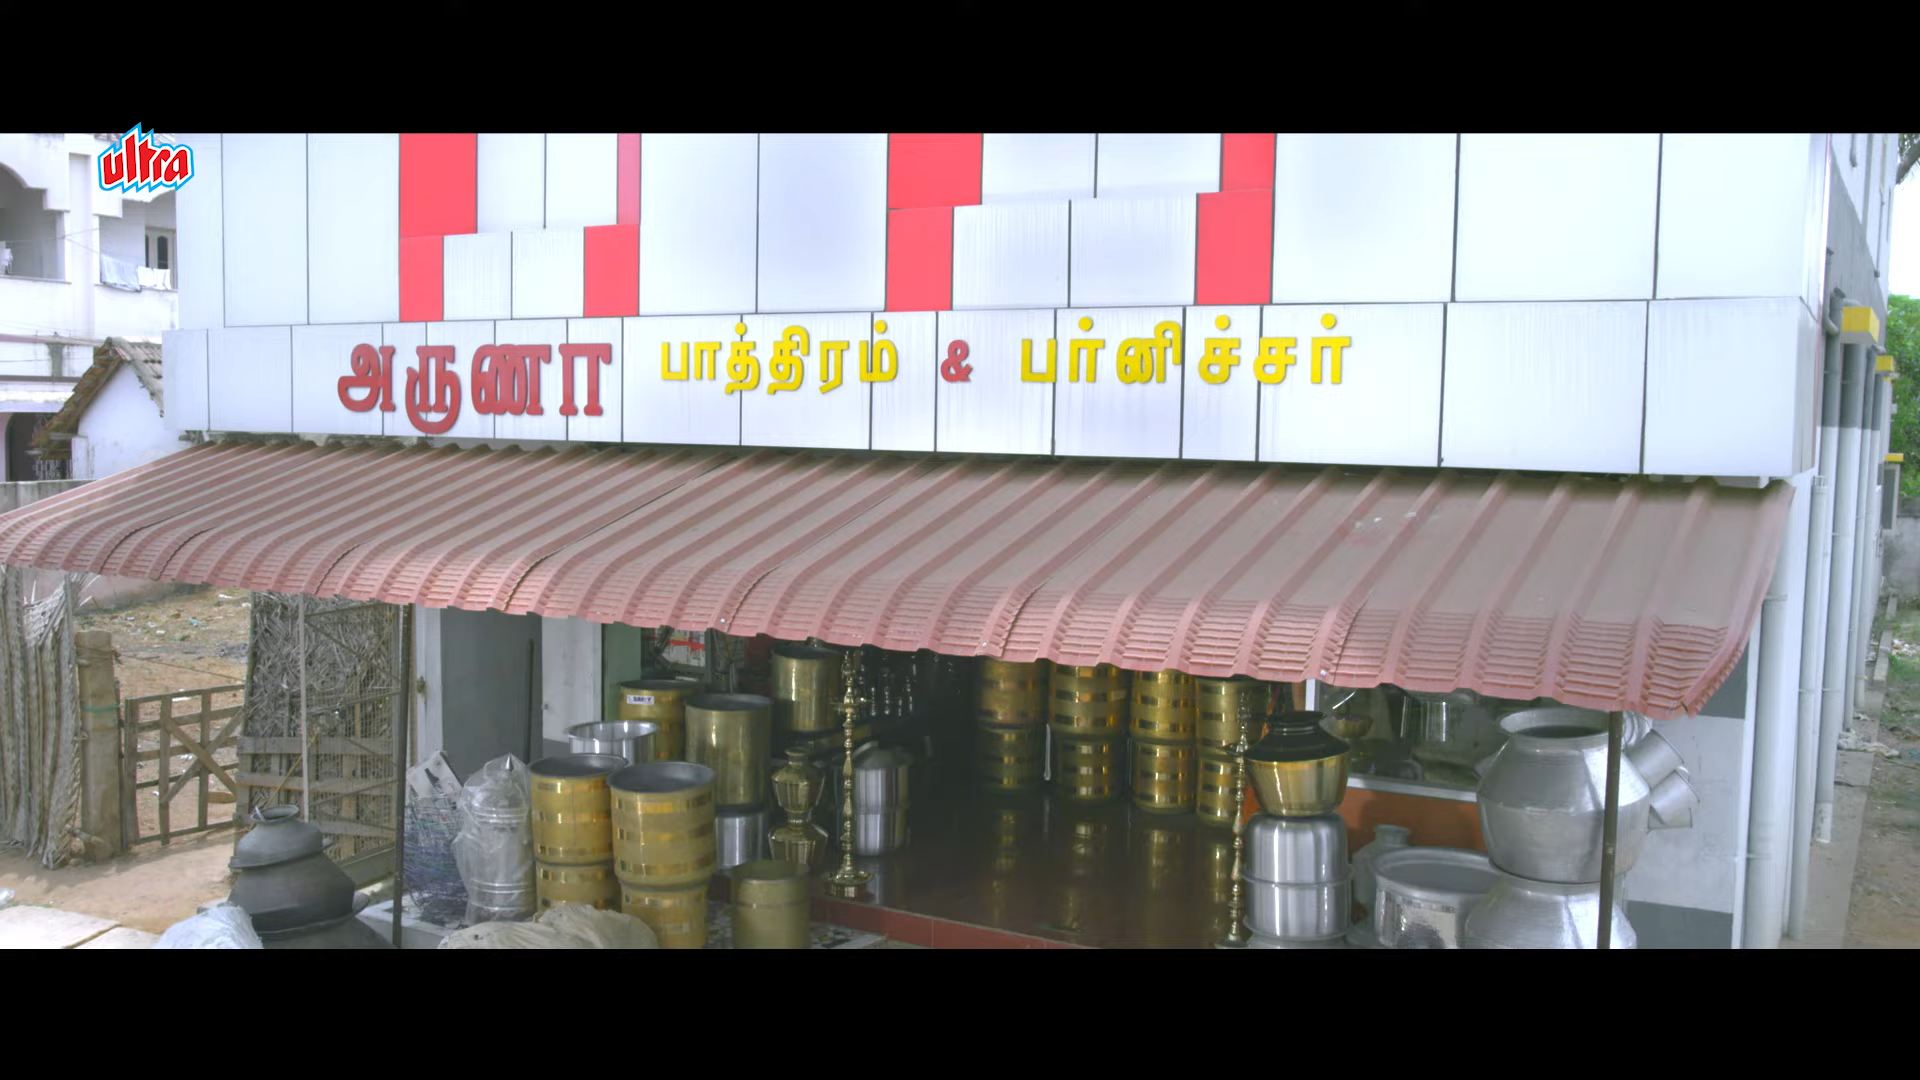 ultra
அருணா பாத்திரம் & பர்னிச்சர்